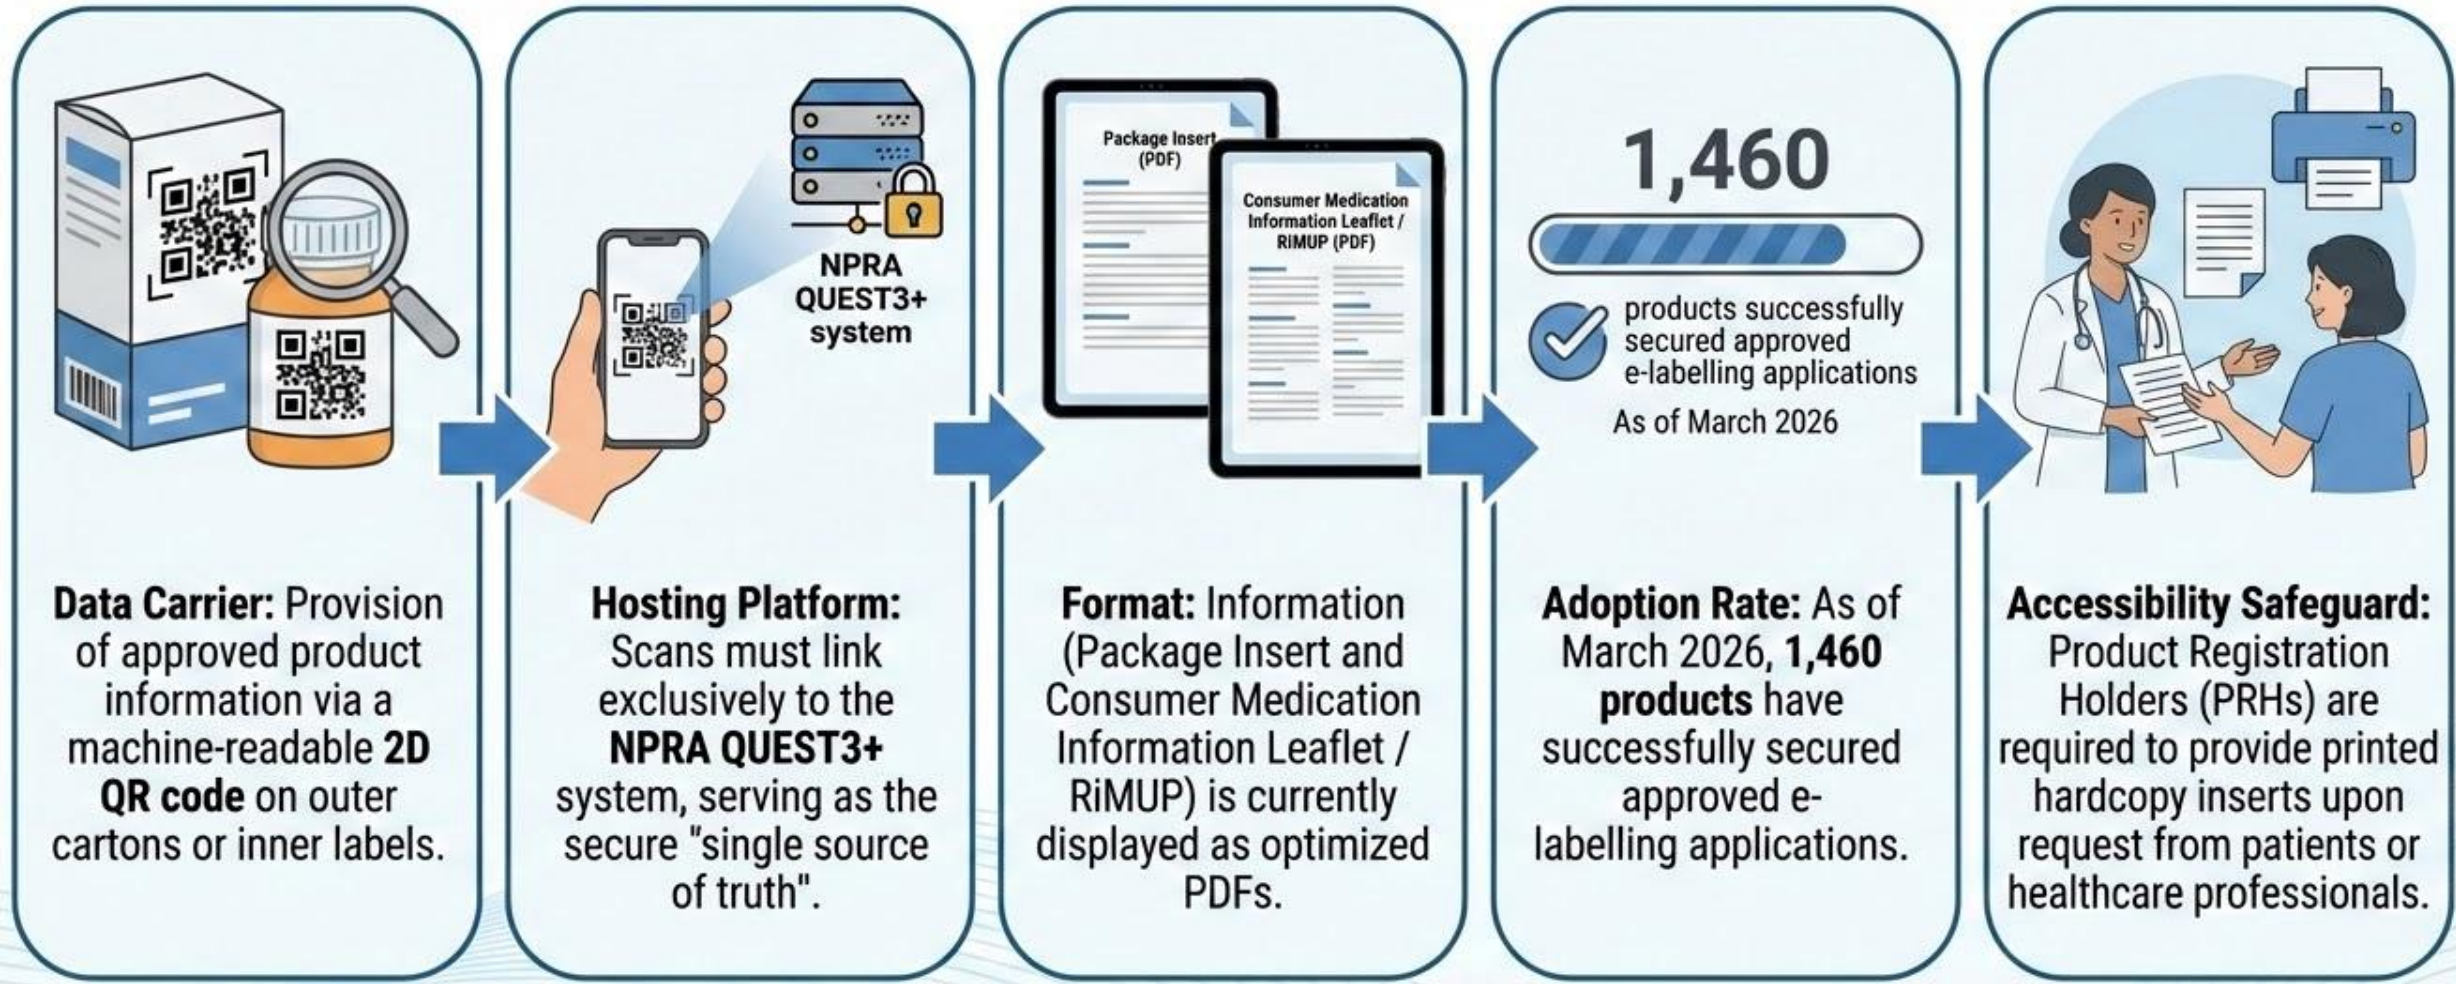 NPRA
QUEST3+
system
Package Insert
(PDF)
Consumer Medication
Information Leaflet /
RiMUP (PDF)
1,460
products successfully
secured approved
e-labelling applications
As of March 2026
Data Carrier: Provision
of approved product
information via a
machine-readable 2D
QR code on outer
cartons or inner labels.
Hosting Platform:
Scans must link
exclusively to the
NPRA QUEST3+
system, serving as the
secure "single source
of truth".
Format: Information
(Package Insert and
Consumer Medication
Information Leaflet /
RiMUP) is currently
displayed as optimized
PDFs.
Adoption Rate: As of
March 2026, 1,460
products have
successfully secured
approved e-
labelling applications.
Accessibility Safeguard:
Product Registration
Holders (PRHs) are
required to provide printed
hardcopy inserts upon
request from patients or
healthcare professionals.